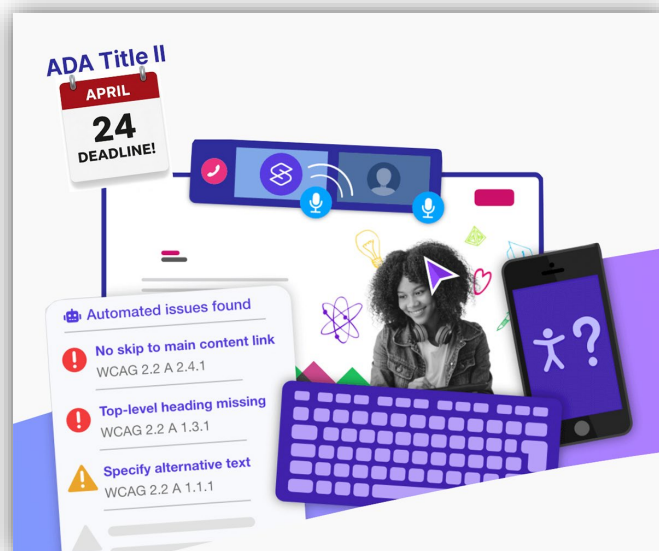 ADA Title II
APRIL
24
DEADLINE!
Automated issues found
No skip to main content link
WCAG 2.2 A 2.4.1
Top-level heading missing
WCAG 2.2 A 1.3.1
Specify alternative text
WCAG 2.2 A 1.1.1
?